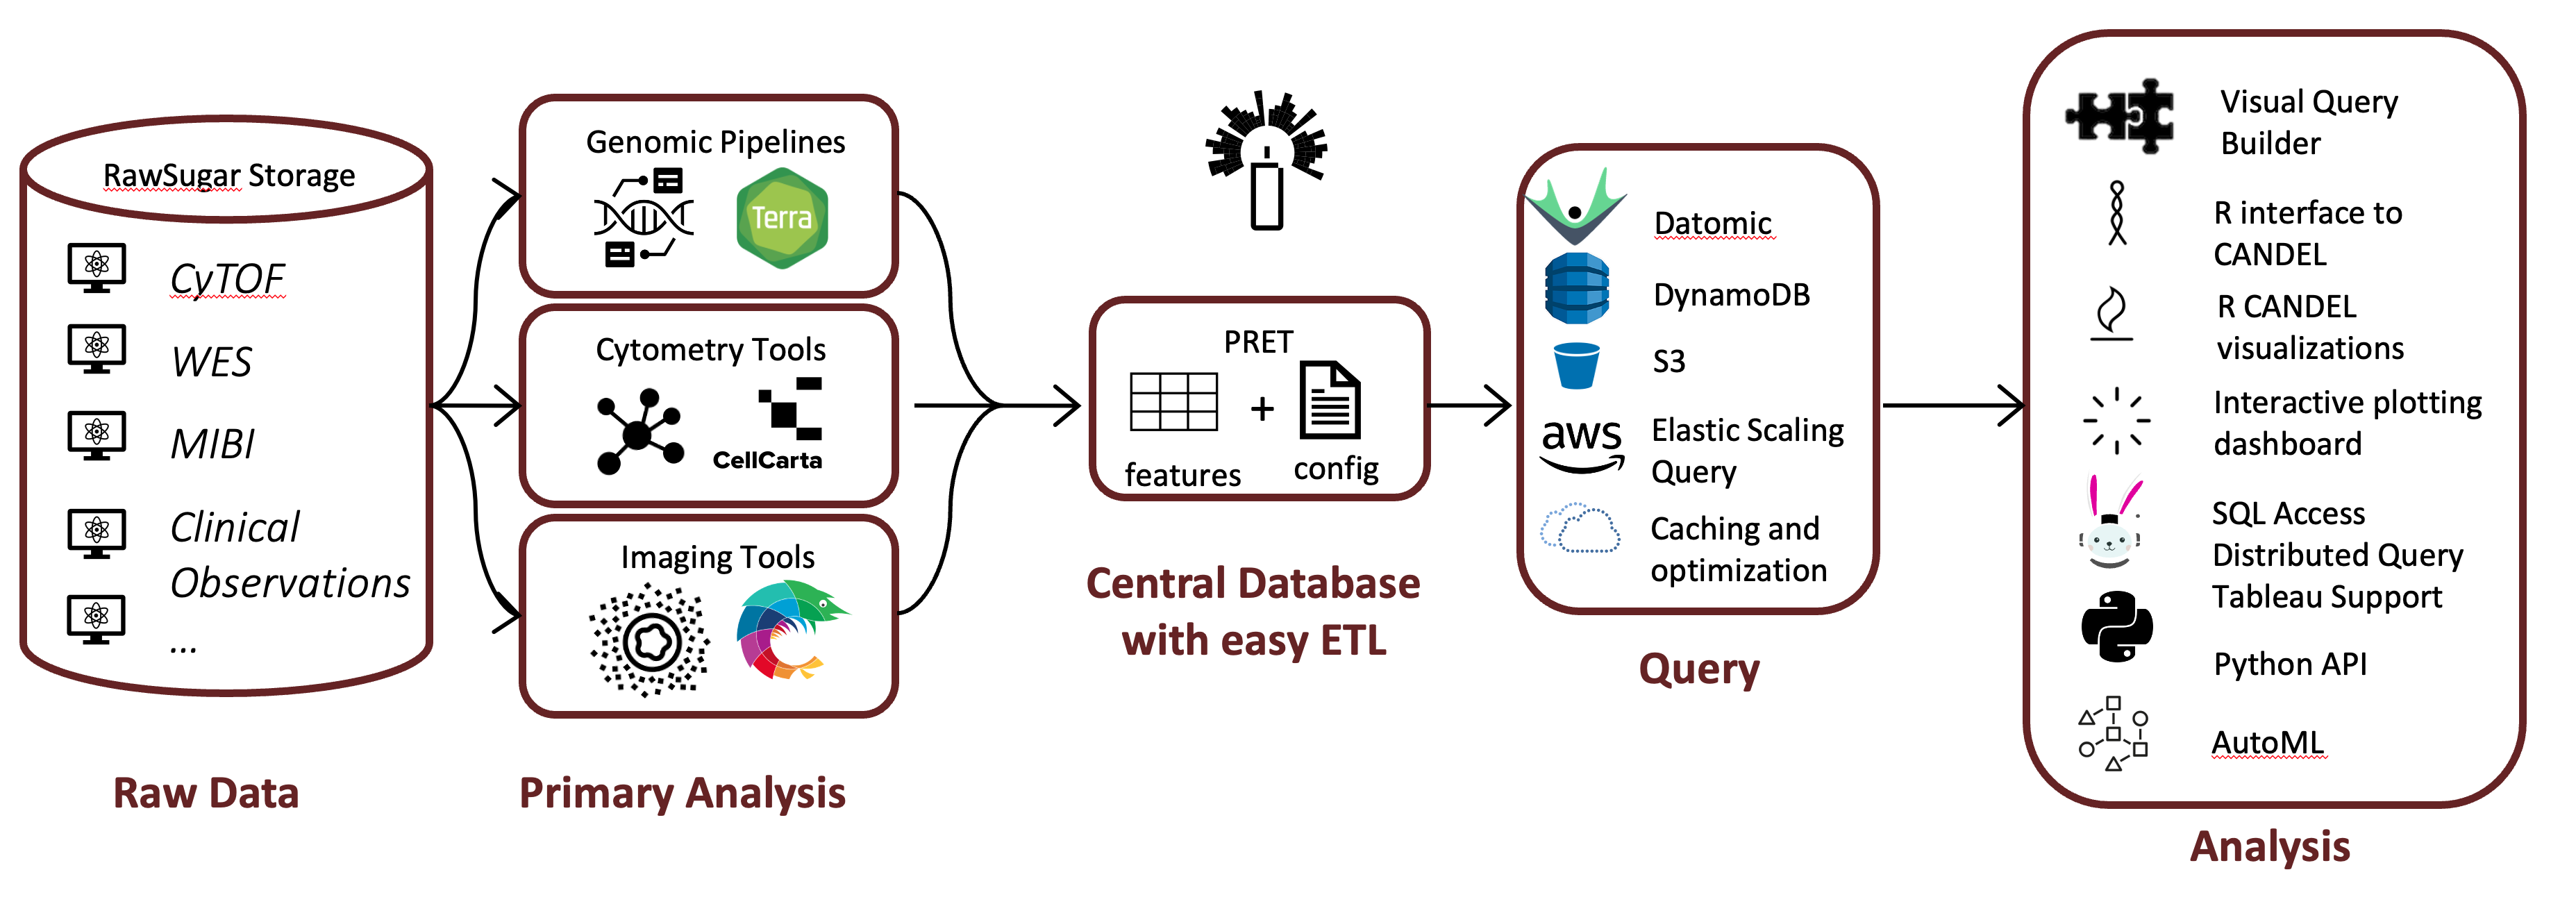 RawSugar Storage
CyTOF
WES
MIBI
Clinical
Observations
...
Raw Data
Genomic Pipelines
Terra
Cytometry Tools
CellCarta
Imaging Tools
Primary Analysis
PRET
+
features
config
Central Database
with easy ETL
Datomic
DynamoDB
S3
aws
Elastic Scaling
Query
Caching and
optimization
Query
Visual Query
Builder
R interface to
CANDEL
R CANDEL
visualizations
Interactive plotting
dashboard
SQL Access
Distributed Query
Tableau Support
Python API
AutoML
Analysis